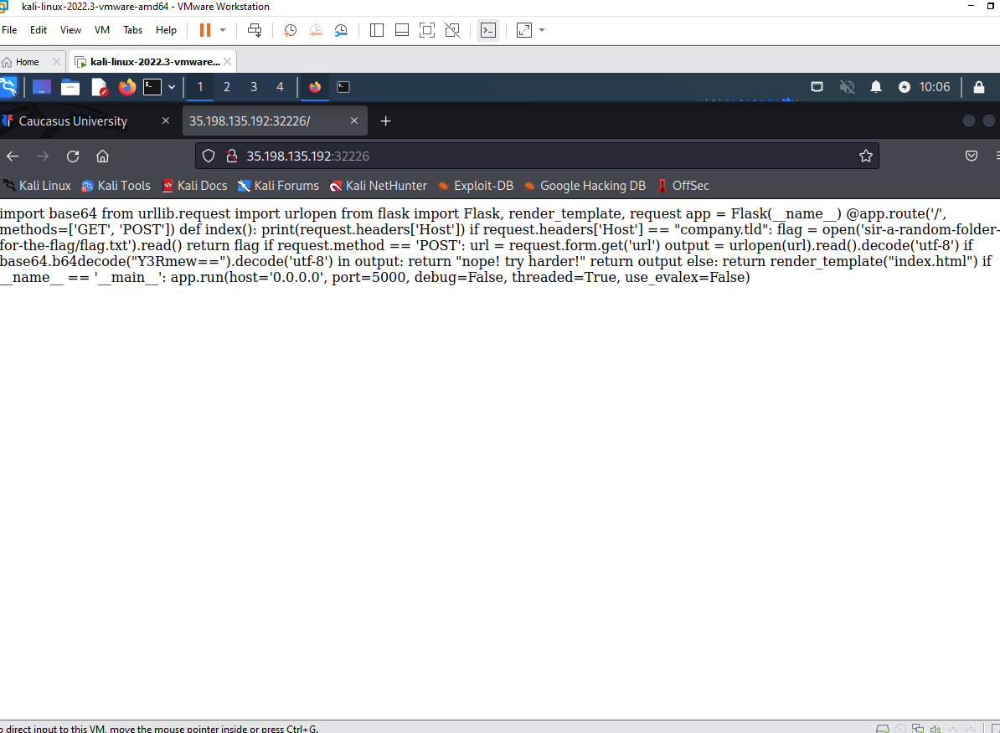 kali-linux-2022.3-vmware-amd64 - VMware Workstation
File Edit View VM Tabs Help
Home kali-linux-2022.3-vmware...
1 2 3 4 10:06
Caucasus University 35.198.135.192:32226/
35.198.135.192:32226
Kali Linux Kali Tools Kali Docs Kali Forums Kali NetHunter Exploit-DB Google Hacking DB OffSec
import base64 from urllib.request import urlopen from flask import Flask, render_template, request app = Flask(__name__) @app.route('/',
methods=['GET', 'POST']) def index(): print(request.headers['Host']) if request.headers['Host'] == "company.tld": flag = open('sir-a-random-folder-
for-the-flag/flag.txt').read() return flag if request.method == 'POST': url = request.form.get('url') output = urlopen(url).read().decode('utf-8') if
base64.b64decode("Y3Rmew==").decode('utf-8') in output: return "nope! try harder!" return output else: return render_template("index.html") if
__name__ == '__main__': app.run(host='0.0.0.0', port=5000, debug=False, threaded=True, use_evalex=False)
direct input to this VM, move the mouse pointer inside or press Ctrl+G.